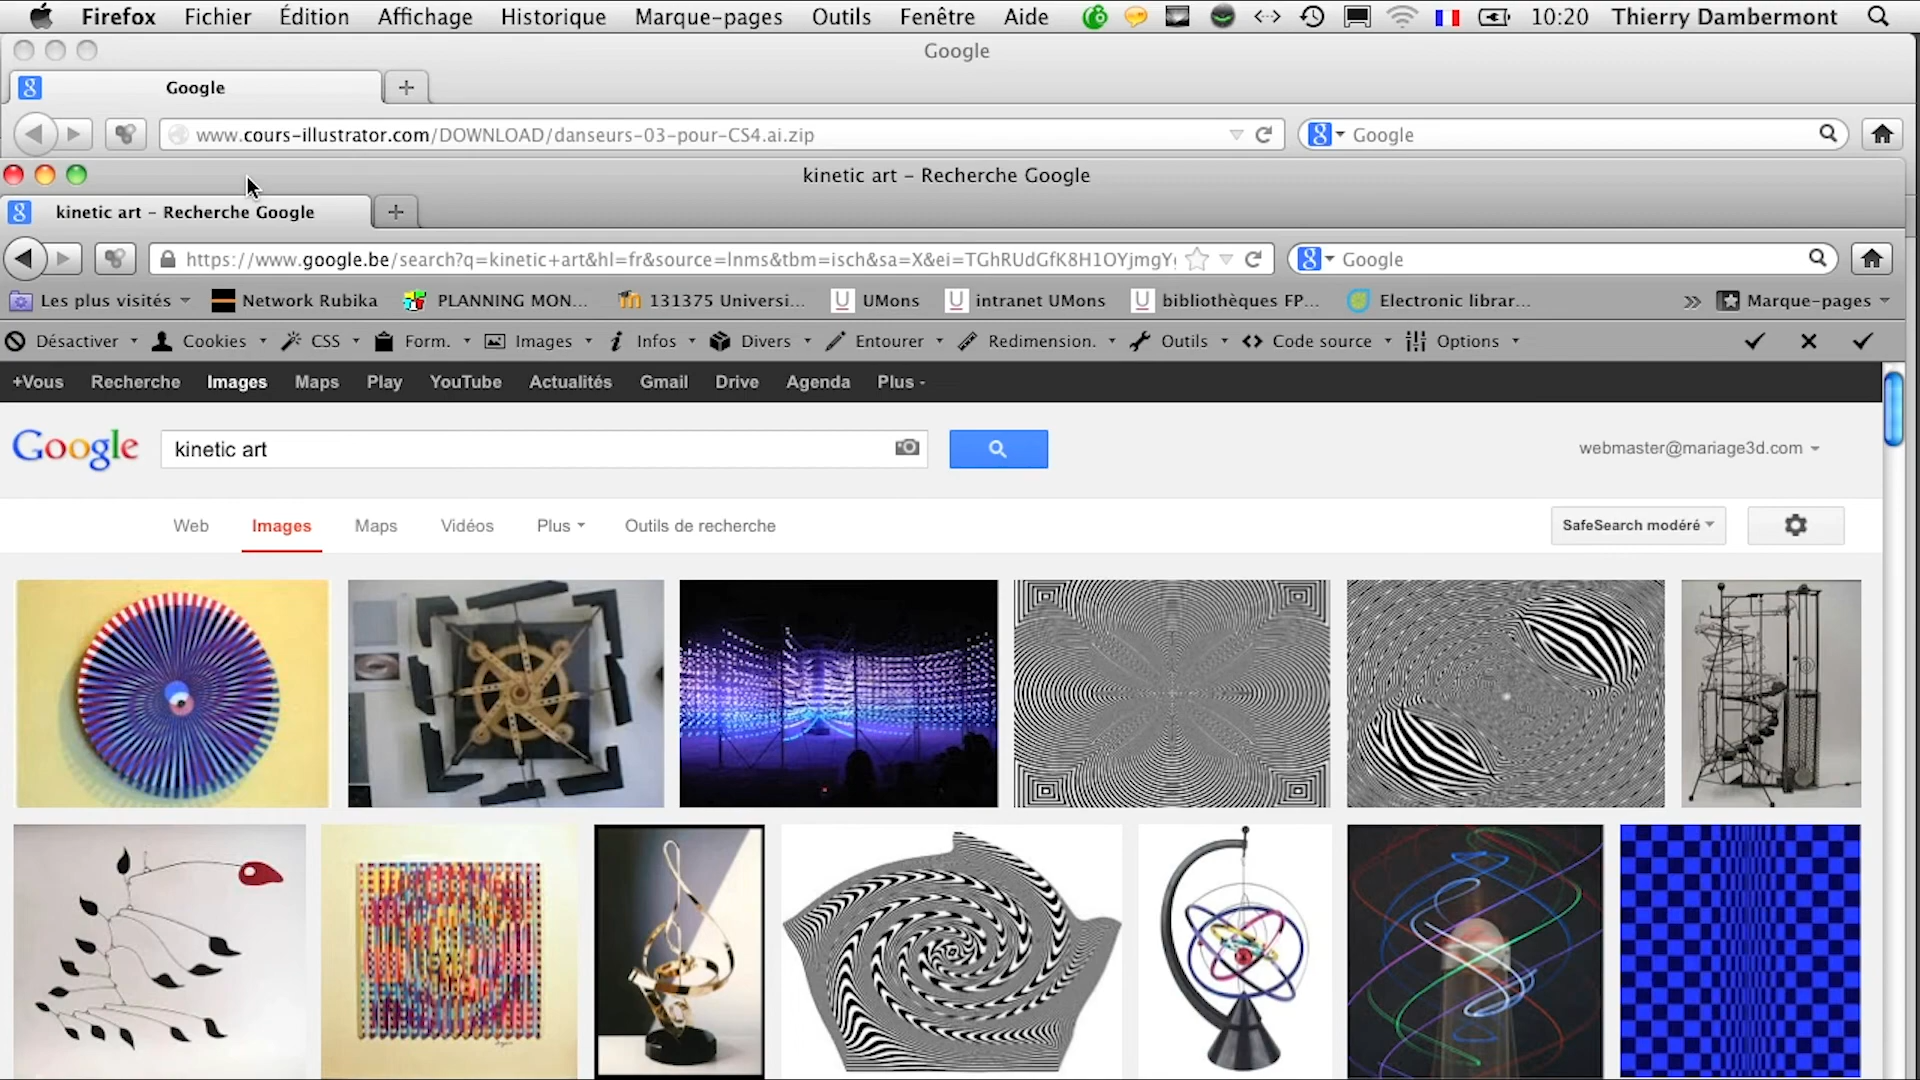 Firefox Fichier Édition Affichage Historique Marque-pages Outils Fenêtre Aide 10:20 Thierry Dambermont
Google
Google
www.cours-illustrator.com/DOWNLOAD/danseurs-03-pour-CS4.ai.zip Google
kinetic art – Recherche Google
kinetic art – Recherche Google
https://www.google.be/search?q=kinetic+art&hl=fr&source=lnms&tbm=isch&sa=X&ei=TGhRUdGfK8H1OYjmgY Google
Les plus visités Network Rubika PLANNING MON... 131375 Universi... UMons intranet UMons bibliothèques FP... Electronic librar... Marque-pages
Désactiver Cookies CSS Form. Images Infos Divers Entourer Redimension. Outils Code source Options
+Vous Recherche Images Maps Play YouTube Actualités Gmail Drive Agenda Plus
Google kinetic art webmaster@mariage3d.com
Web Images Maps Vidéos Plus Outils de recherche SafeSearch modéré